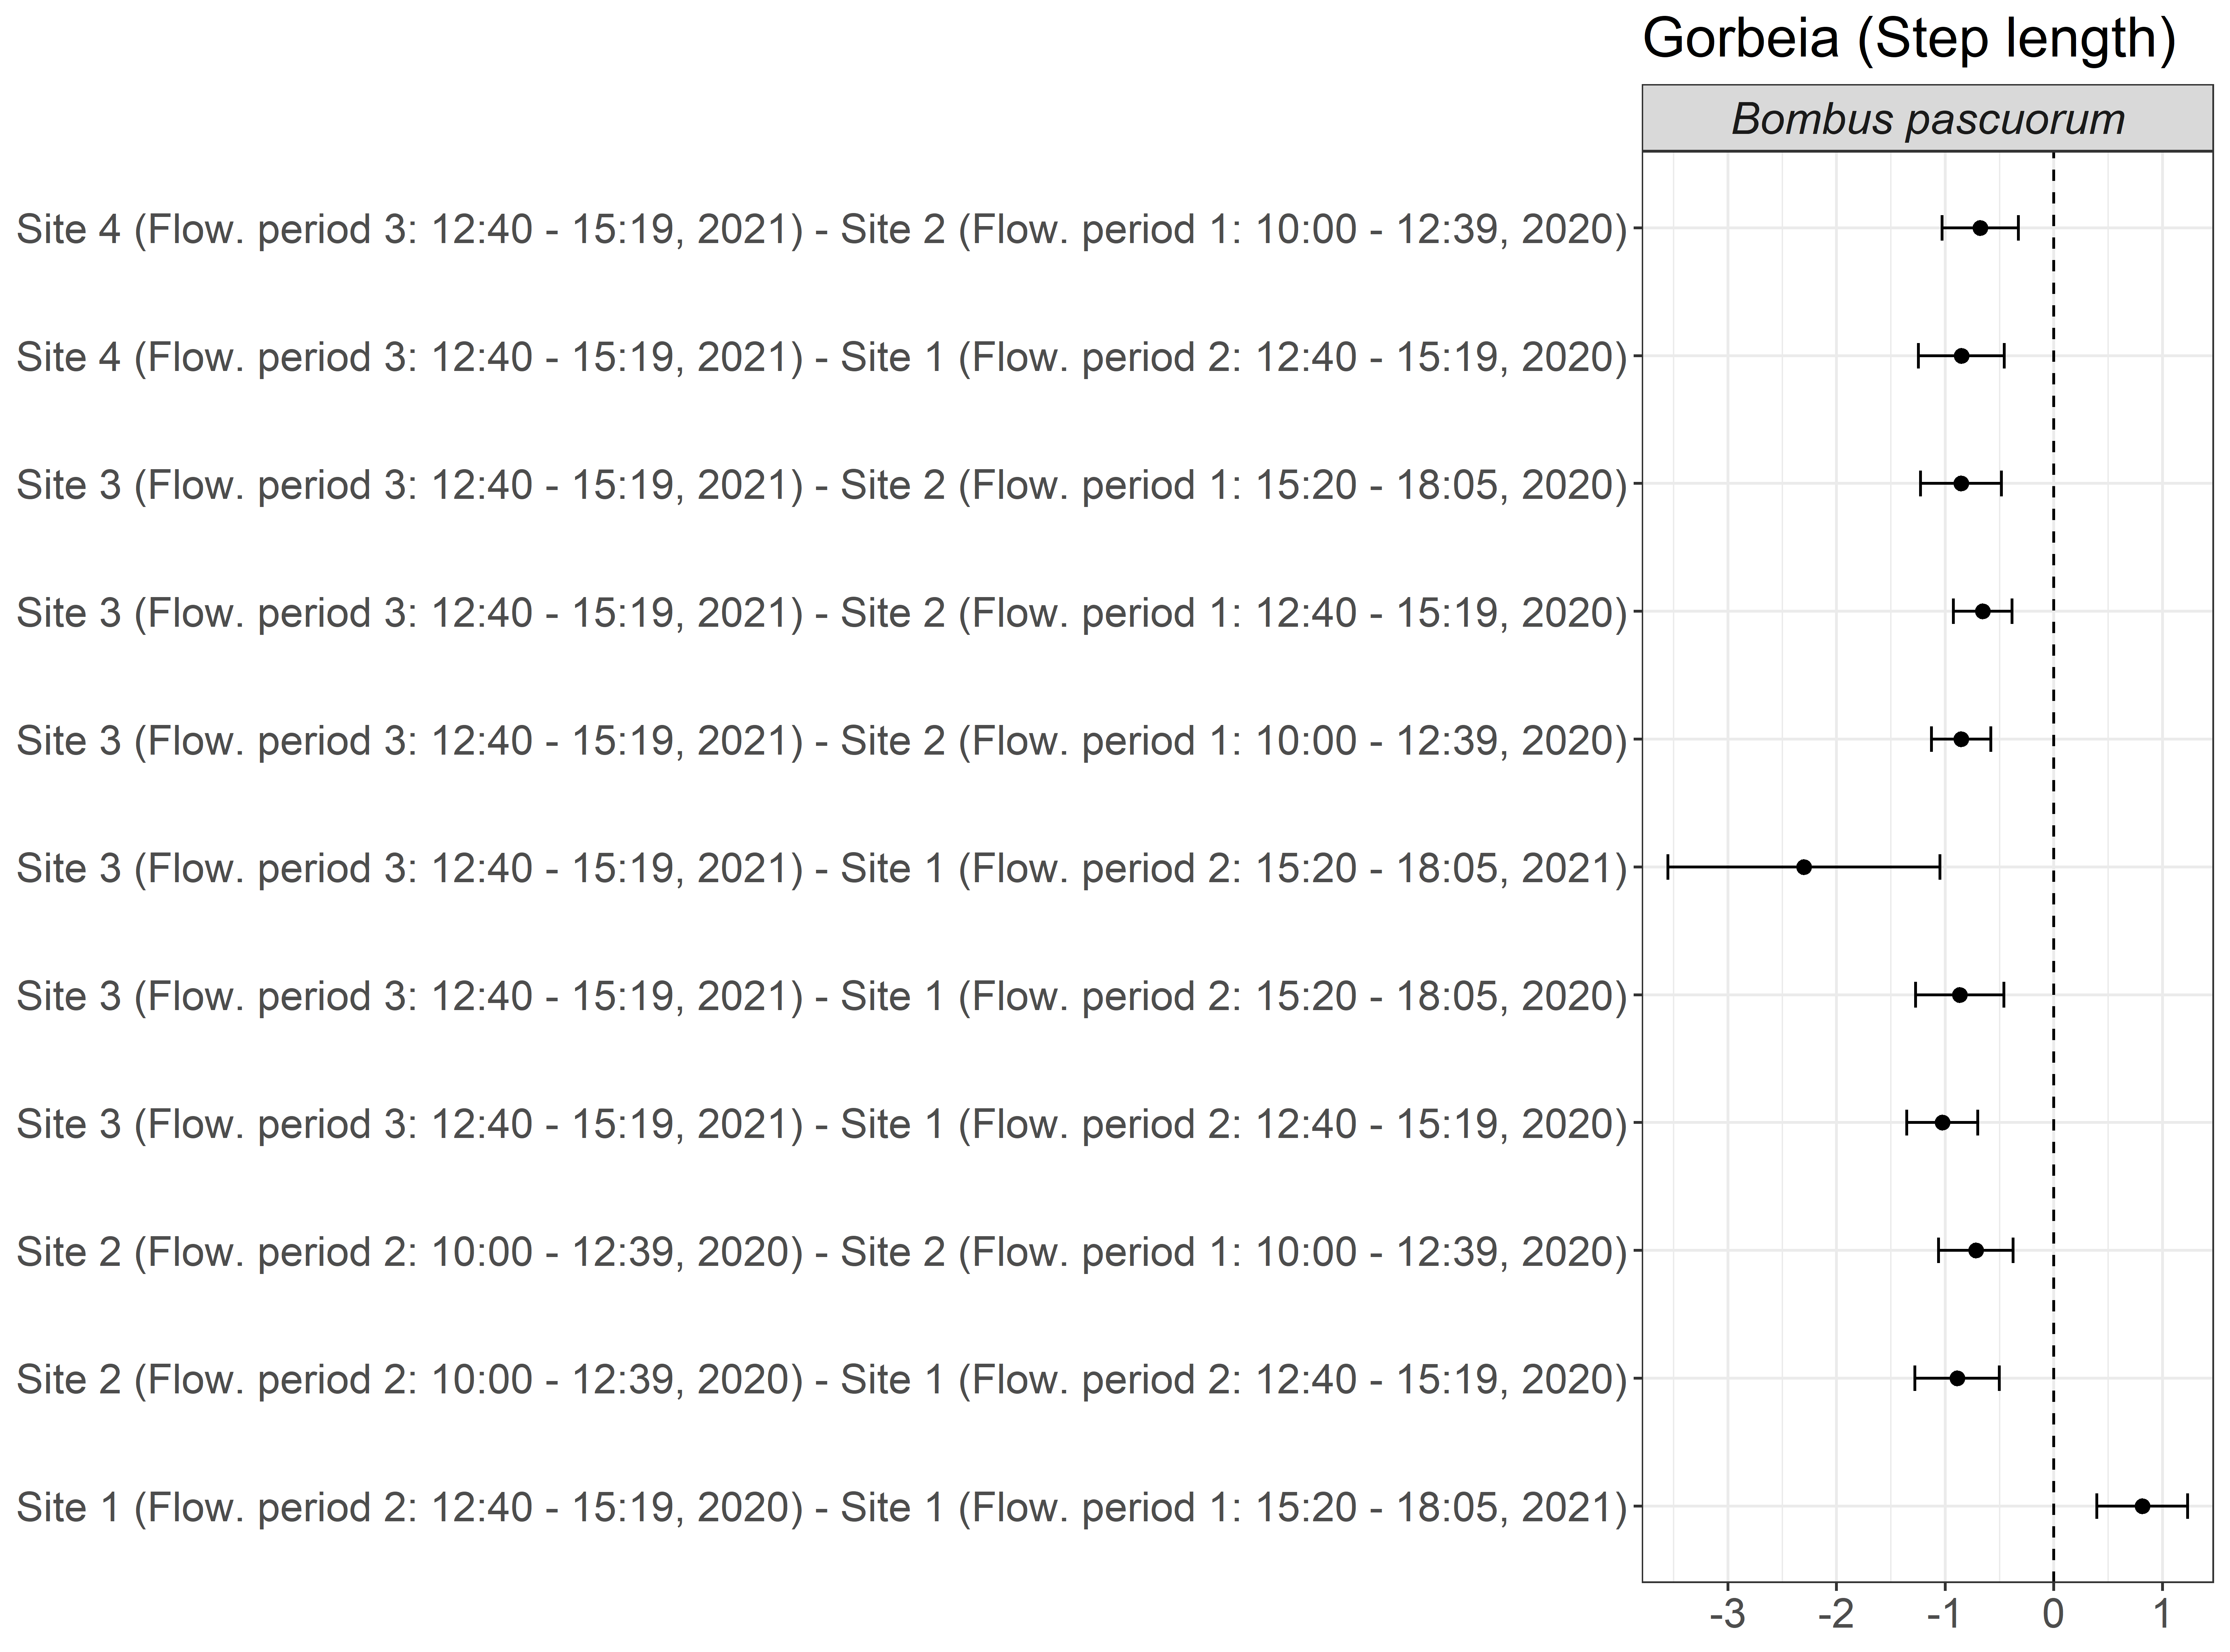 Gorbeia (Step length)
Bombus pascuorum
Site 4 (Flow. period 3: 12:40 - 15:19, 2021) - Site 2 (Flow. period 1: 10:00 - 12:39, 2020)
Site 4 (Flow. period 3: 12:40 - 15:19, 2021) - Site 1 (Flow. period 2: 12:40 - 15:19, 2020)
Site 3 (Flow. period 3: 12:40 - 15:19, 2021) - Site 2 (Flow. period 1: 15:20 - 18:05, 2020)
Site 3 (Flow. period 3: 12:40 - 15:19, 2021) - Site 2 (Flow. period 1: 12:40 - 15:19, 2020)
Site 3 (Flow. period 3: 12:40 - 15:19, 2021) - Site 2 (Flow. period 1: 10:00 - 12:39, 2020)
Site 3 (Flow. period 3: 12:40 - 15:19, 2021) - Site 1 (Flow. period 2: 15:20 - 18:05, 2021)
Site 3 (Flow. period 3: 12:40 - 15:19, 2021) - Site 1 (Flow. period 2: 15:20 - 18:05, 2020)
Site 3 (Flow. period 3: 12:40 - 15:19, 2021) - Site 1 (Flow. period 2: 12:40 - 15:19, 2020)
Site 2 (Flow. period 2: 10:00 - 12:39, 2020) - Site 2 (Flow. period 1: 10:00 - 12:39, 2020)
Site 2 (Flow. period 2: 10:00 - 12:39, 2020) - Site 1 (Flow. period 2: 12:40 - 15:19, 2020)
Site 1 (Flow. period 2: 12:40 - 15:19, 2020) - Site 1 (Flow. period 1: 15:20 - 18:05, 2021)
-3 -2 -1 0 1